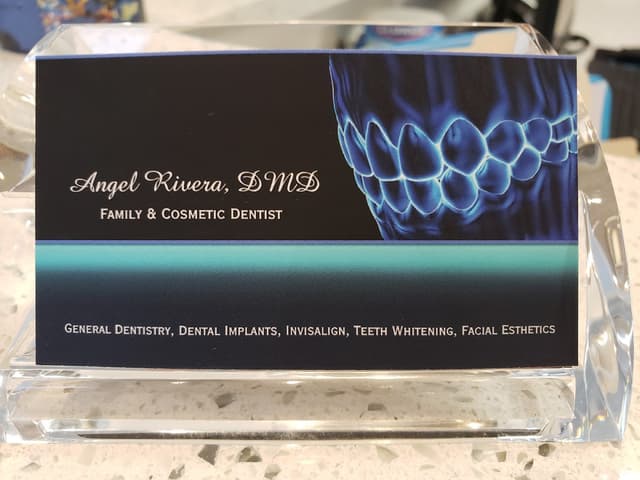 Angel Rivera, DMD
Family & Cosmetic Dentist
General Dentistry, Dental Implants, Invisalign, Teeth Whitening, Facial Esthetics